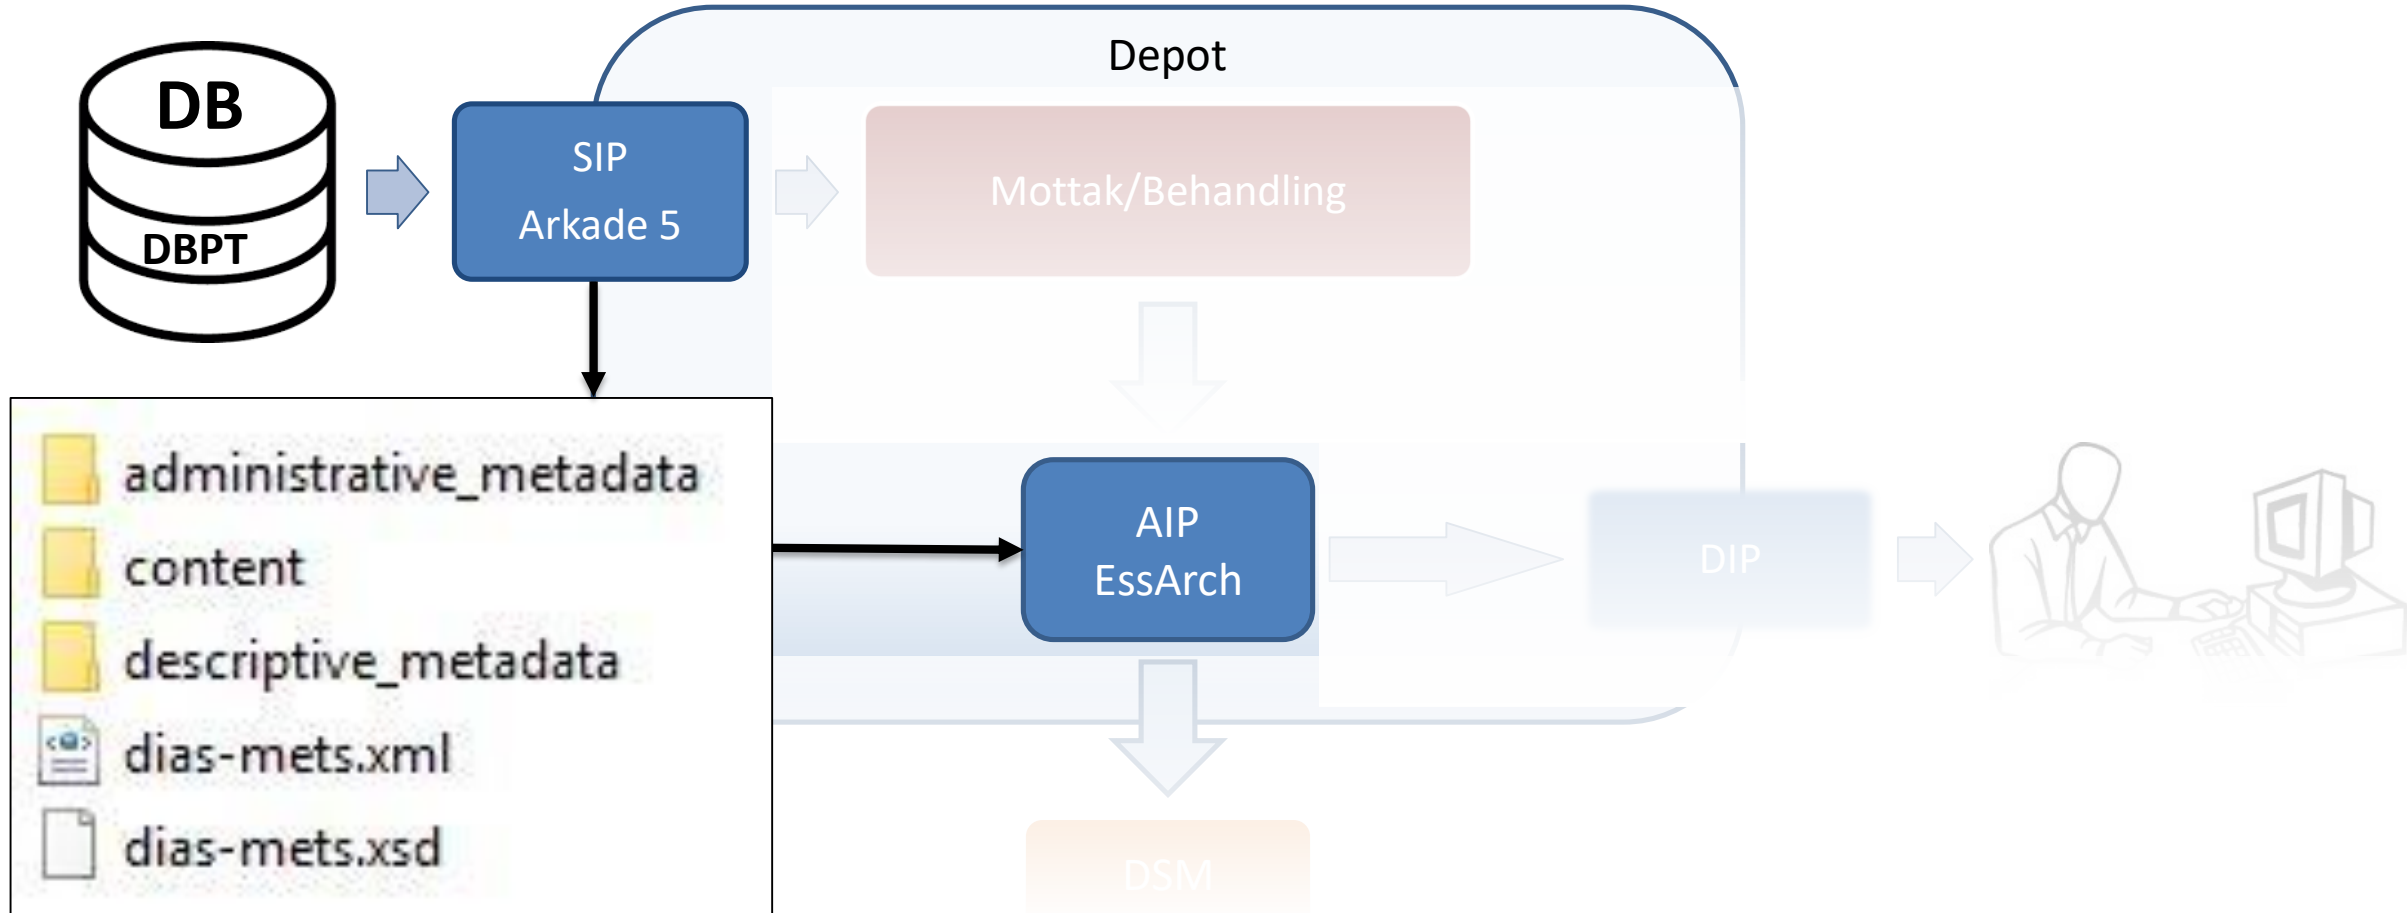 Depot
DB
DBPT
SIP
Arkade 5
Mottak/Behandling
administrative_metadata
content
descriptive_metadata
dias-mets.xml
dias-mets.xsd
AIP
EssArch
DIP
DSM